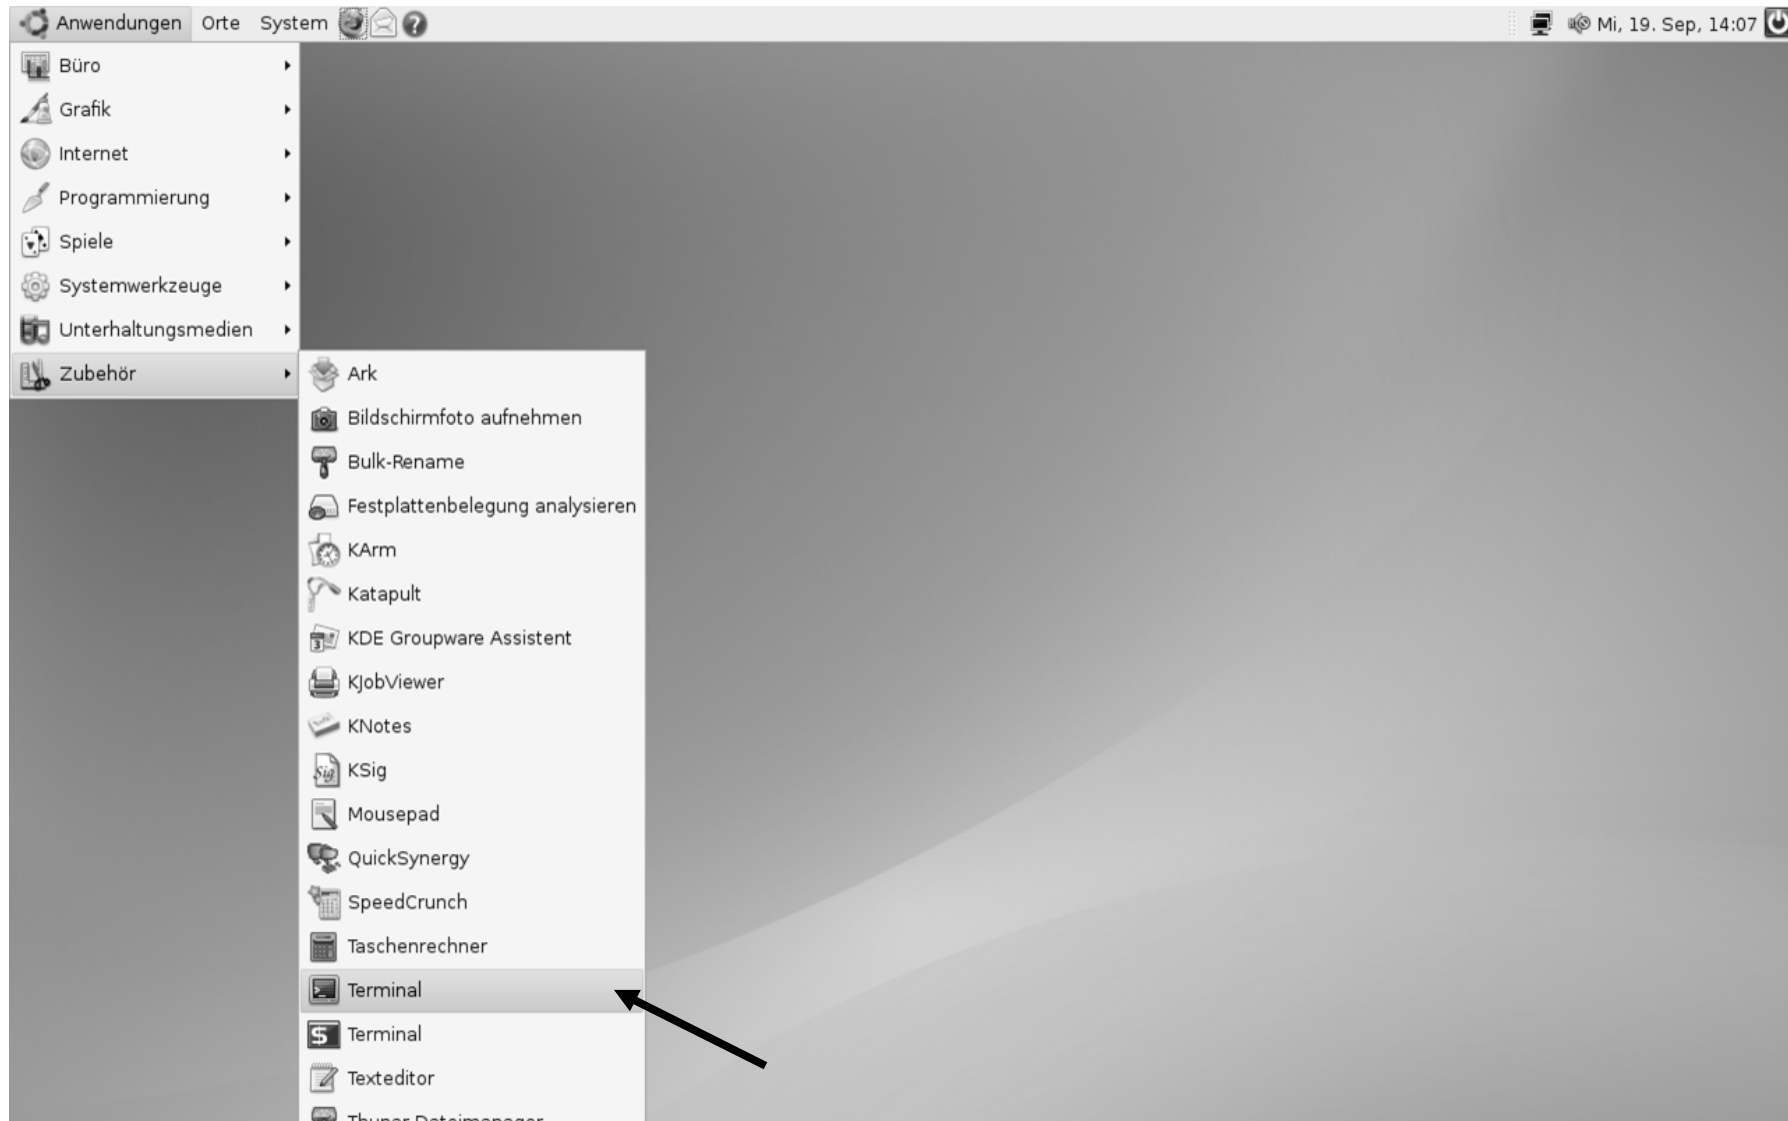 Anwendungen Orte System Mi, 19. Sep, 14:07
Büro
Grafik
Internet
Programmierung
Spiele
Systemwerkzeuge
Unterhaltungsmedien
Zubehör
Ark
Bildschirmfoto aufnehmen
Bulk-Rename
Festplattenbelegung analysieren
KArm
Katapult
KDE Groupware Assistent
KJobViewer
KNotes
KSig
Mousepad
QuickSynergy
SpeedCrunch
Taschenrechner
Terminal
Terminal
Texteditor
Thunar-Dateimanager